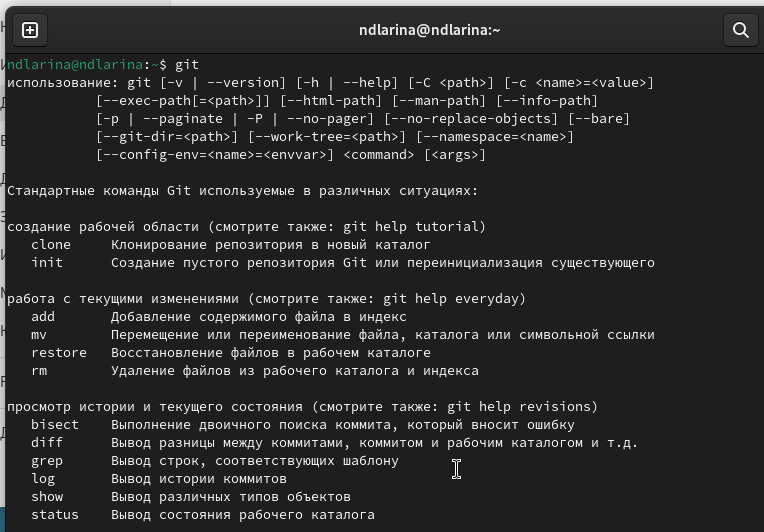 ndlarina@ndlarina:~
ndlarina@ndlarina:~$ git
использование: git [-v | --version] [-h | --help] [-C <path>] [-c <name>=<value>]
           [--exec-path[=<path>]] [--html-path] [--man-path] [--info-path]
           [-p | --paginate | -P | --no-pager] [--no-replace-objects] [--bare]
           [--git-dir=<path>] [--work-tree=<path>] [--namespace=<name>]
           [--config-env=<name>=<envvar>] <command> [<args>]
Стандартные команды Git используемые в различных ситуациях:
создание рабочей области (смотрите также: git help tutorial)
   clone     Клонирование репозитория в новый каталог
   init      Создание пустого репозитория Git или переинициализация существующего
работа с текущими изменениями (смотрите также: git help everyday)
   add       Добавление содержимого файла в индекс
   mv        Перемещение или переименование файла, каталога или символьной ссылки
   restore   Восстановление файлов в рабочем каталоге
   rm        Удаление файлов из рабочего каталога и индекса
просмотр истории и текущего состояния (смотрите также: git help revisions)
   bisect    Выполнение двоичного поиска коммита, который вносит ошибку
   diff      Вывод разницы между коммитами, коммитом и рабочим каталогом и т.д.
   grep      Вывод строк, соответствующих шаблону
   log       Вывод истории коммитов
   show      Вывод различных типов объектов
   status    Вывод состояния рабочего каталога